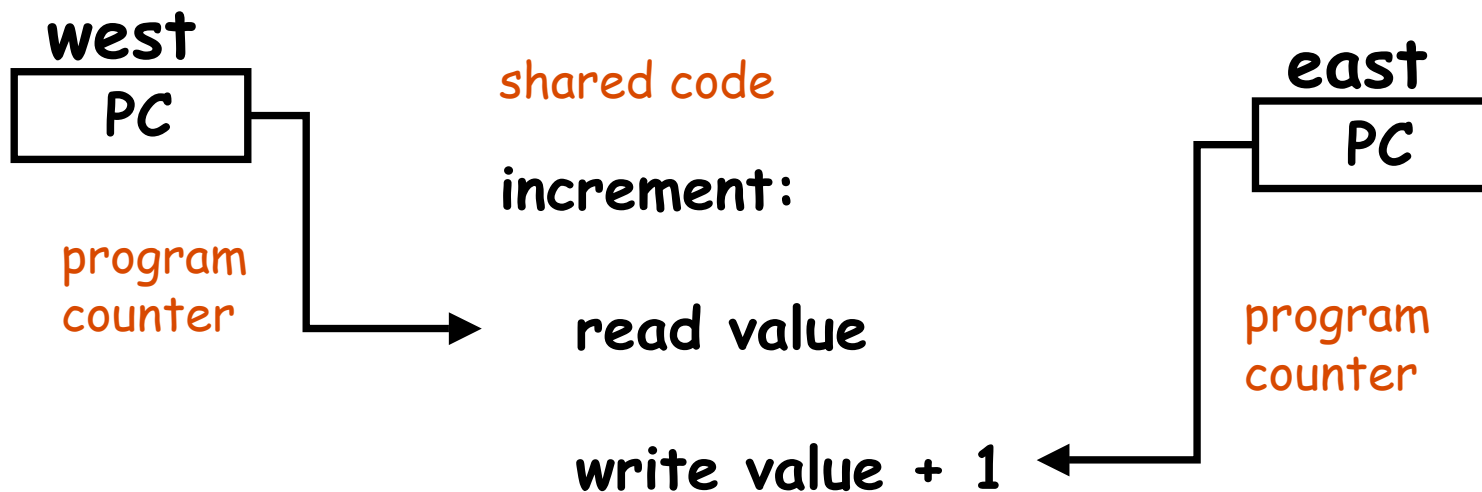 west
PC
program
counter
shared code
increment:
read value
write value + 1
east
PC
program
counter